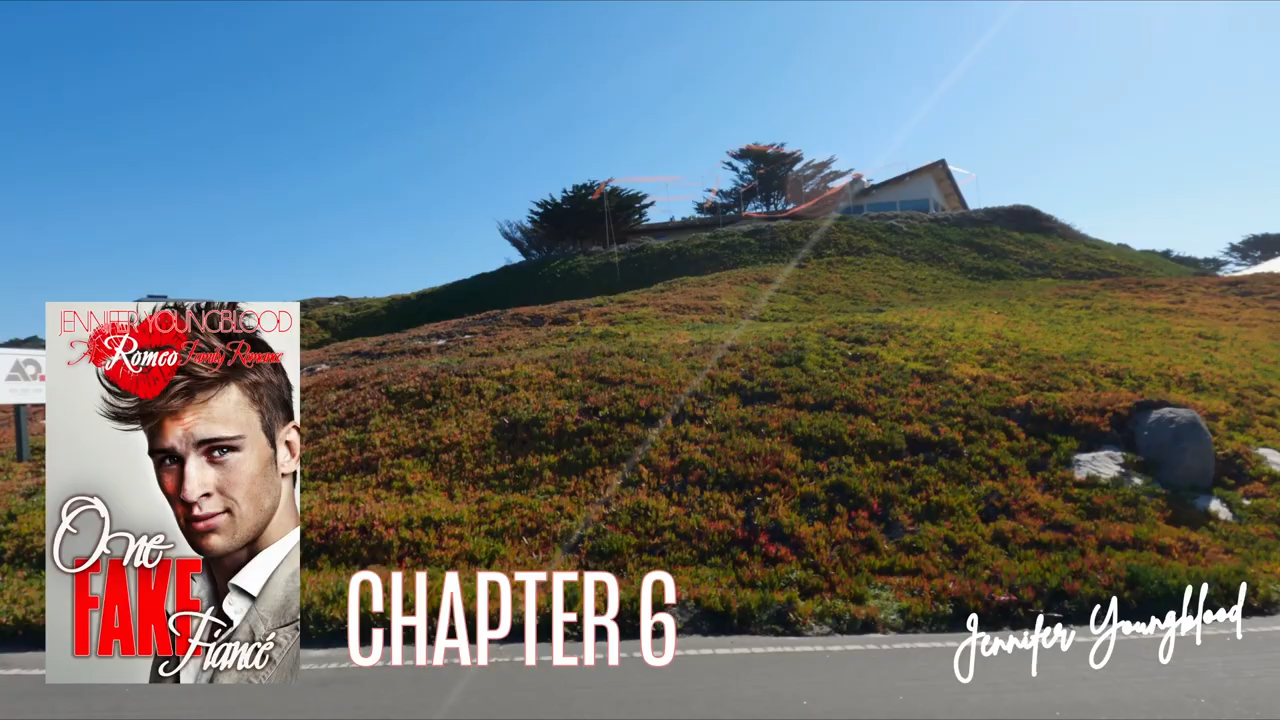 JENNIFER YOUNGBLOOD
A Romeo Family Romance
One
FAKE
Fiancé
CHAPTER 6
Jennifer Youngblood